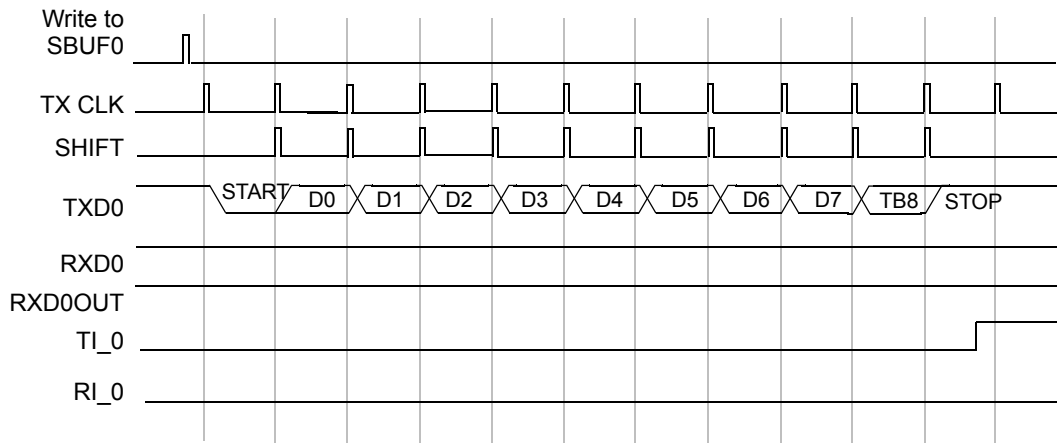 Write to
SBUF0
TX CLK
SHIFT
TXD0 START D0 D1 D2 D3 D4 D5 D6 D7 TB8 STOP
RXD0
RXD0OUT
TI_0
RI_0